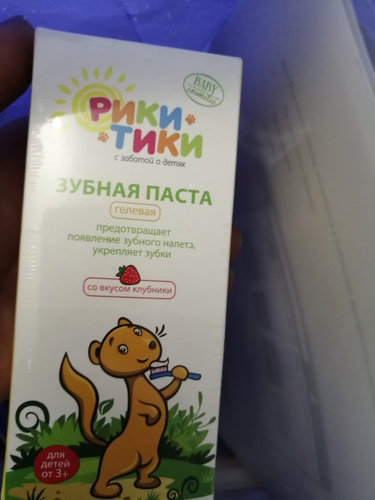 BABY
cosmetics
РИКИ
ТИКИ
с заботой о детях
ЗУБНАЯ ПАСТА
гелевая
предотвращает
появление зубного налета,
укрепляет зубки
со вкусом клубники
для
детей
от 3+